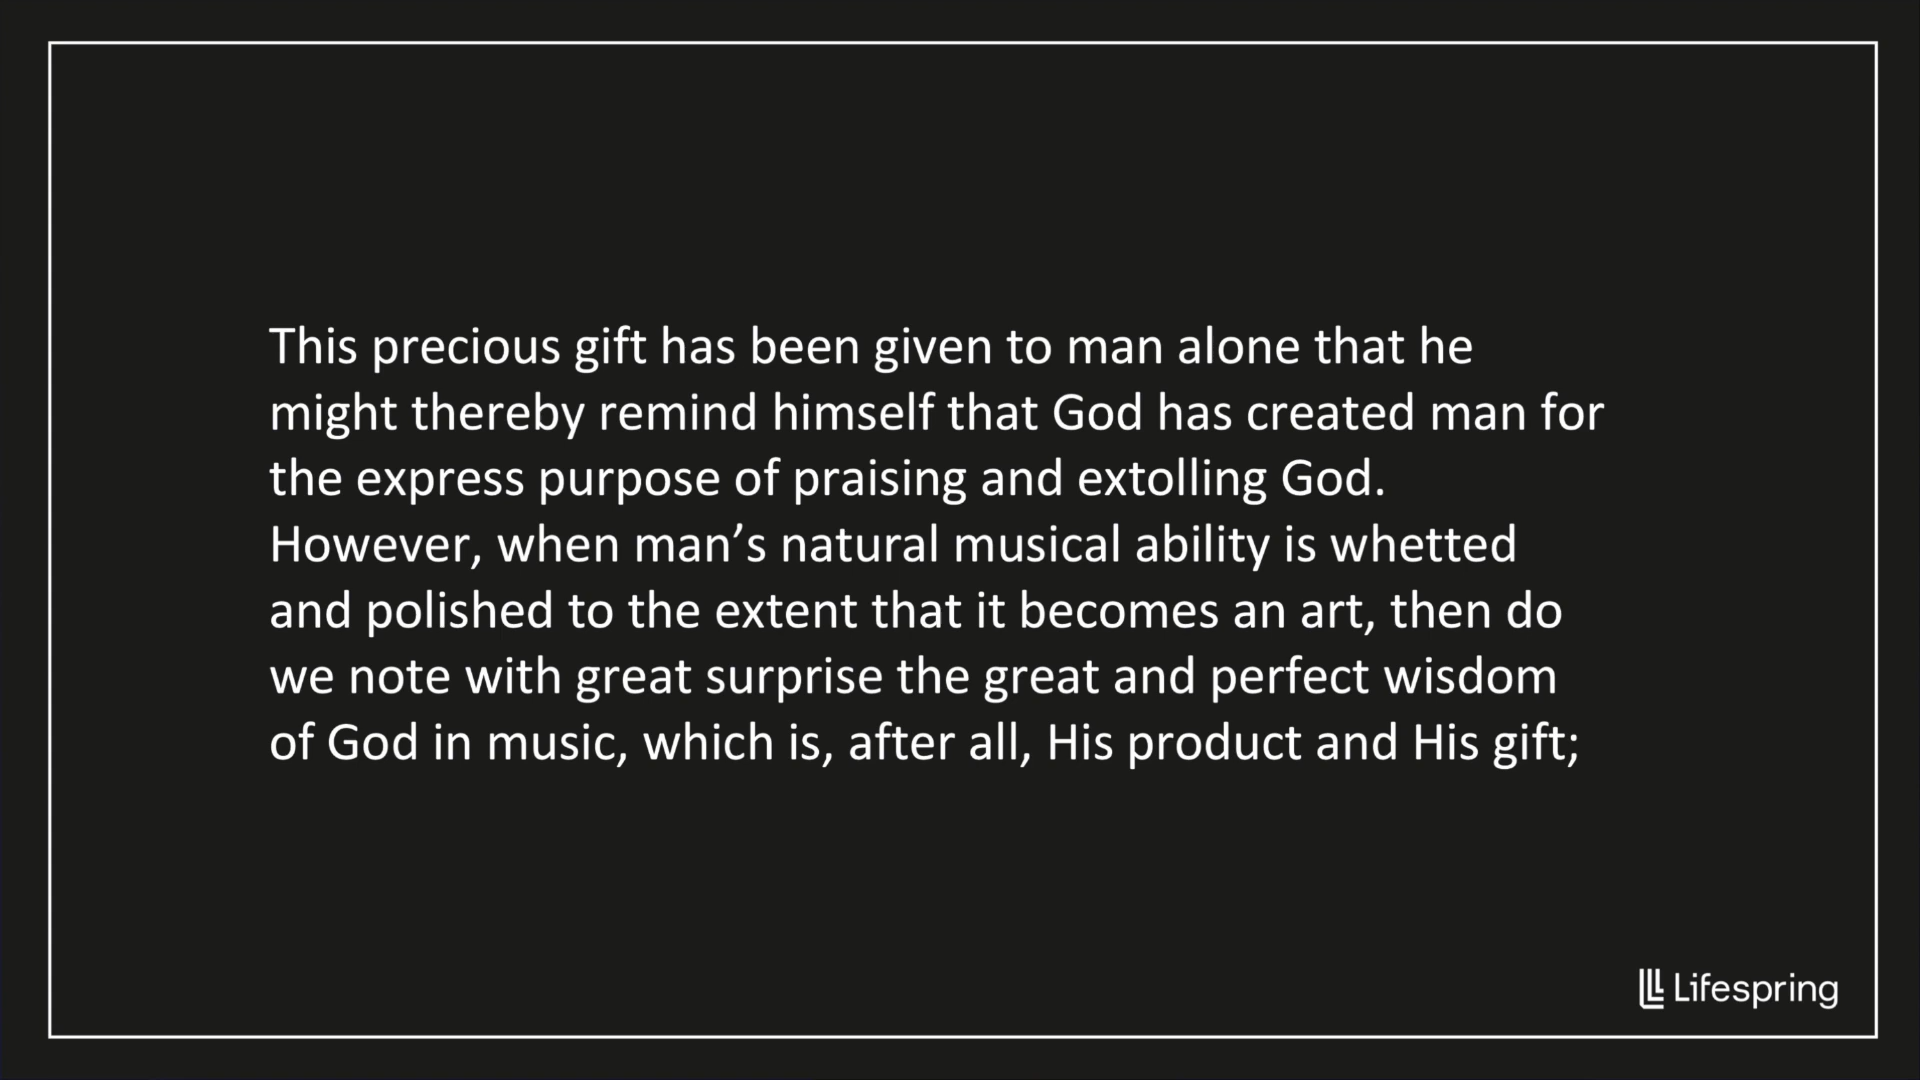 This precious gift has been given to man alone that he
might thereby remind himself that God has created man for
the express purpose of praising and extolling God.
However, when man’s natural musical ability is whetted
and polished to the extent that it becomes an art, then do
we note with great surprise the great and perfect wisdom
of God in music, which is, after all, His product and His gift;
Lifespring